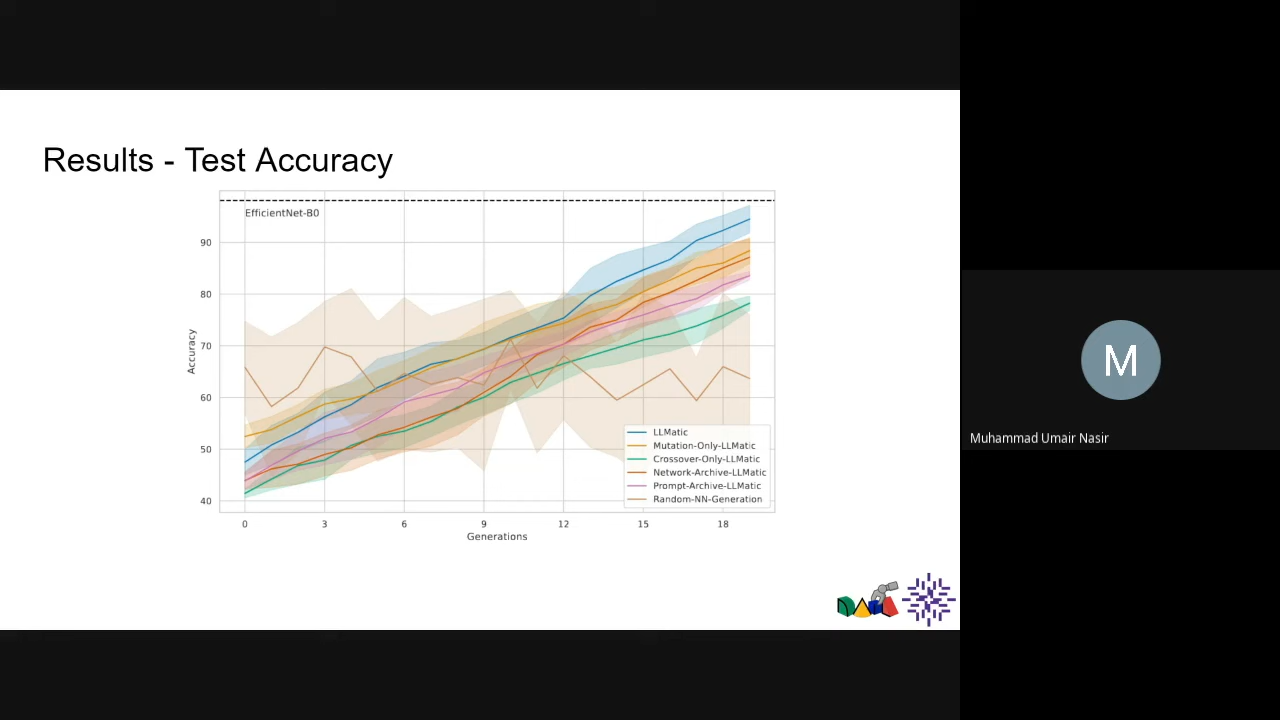 Results - Test Accuracy
EfficientNet-B0
90
80
70
60
50
40
Accuracy
0 3 6 9 12 15 18
Generations
LLMatic
Mutation-Only-LLMatic
Crossover-Only-LLMatic
Network-Archive-LLMatic
Prompt-Archive-LLMatic
Random-NN-Generation
M
Muhammad Umair Nasir